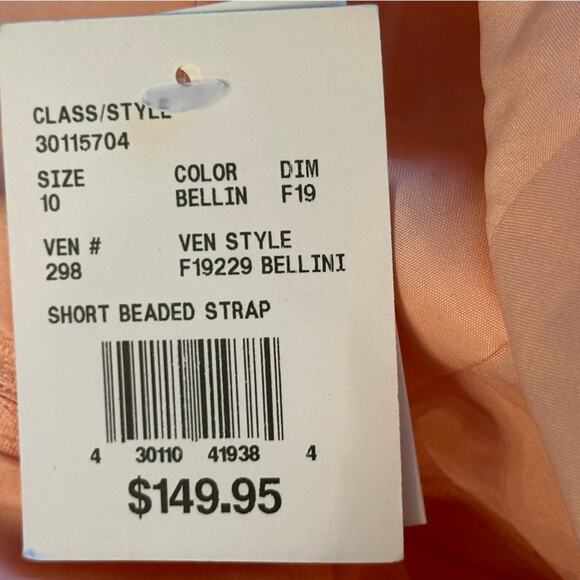 CLASS/STYLE
30115704
SIZE COLOR DIM
10 BELLIN F19
VEN # VEN STYLE
298 F19229 BELLINI
SHORT BEADED STRAP
4 30110 41938 4
$149.95